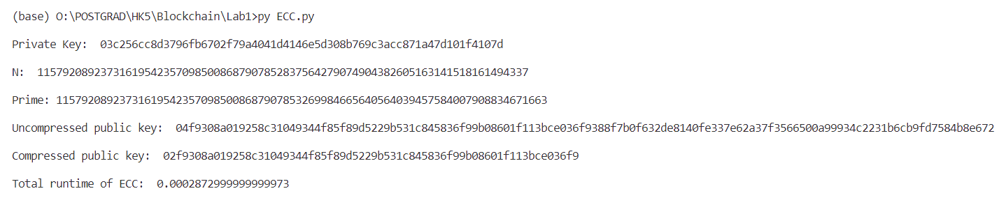 (base) O:\POSTGRAD\HK5\Blockchain\Lab1>py ECC.py
Private Key:  03c256cc8d3796fb6702f79a4041d4146e5d308b769c3acc871a47d101f4107d
N:  115792089237316195423570985008687907852837564279074904382605163141518161494337
Prime: 115792089237316195423570985008687907853269984665640564039457584007908834671663
Uncompressed public key:  04f9308a019258c31049344f85f89d5229b531c845836f99b08601f113bce036f9388f7b0f632de8140fe337e62a37f3566500a99934c2231b6cb9fd7584b8e672
Compressed public key:  02f9308a019258c31049344f85f89d5229b531c845836f99b08601f113bce036f9
Total runtime of ECC:  0.0002872999999999973